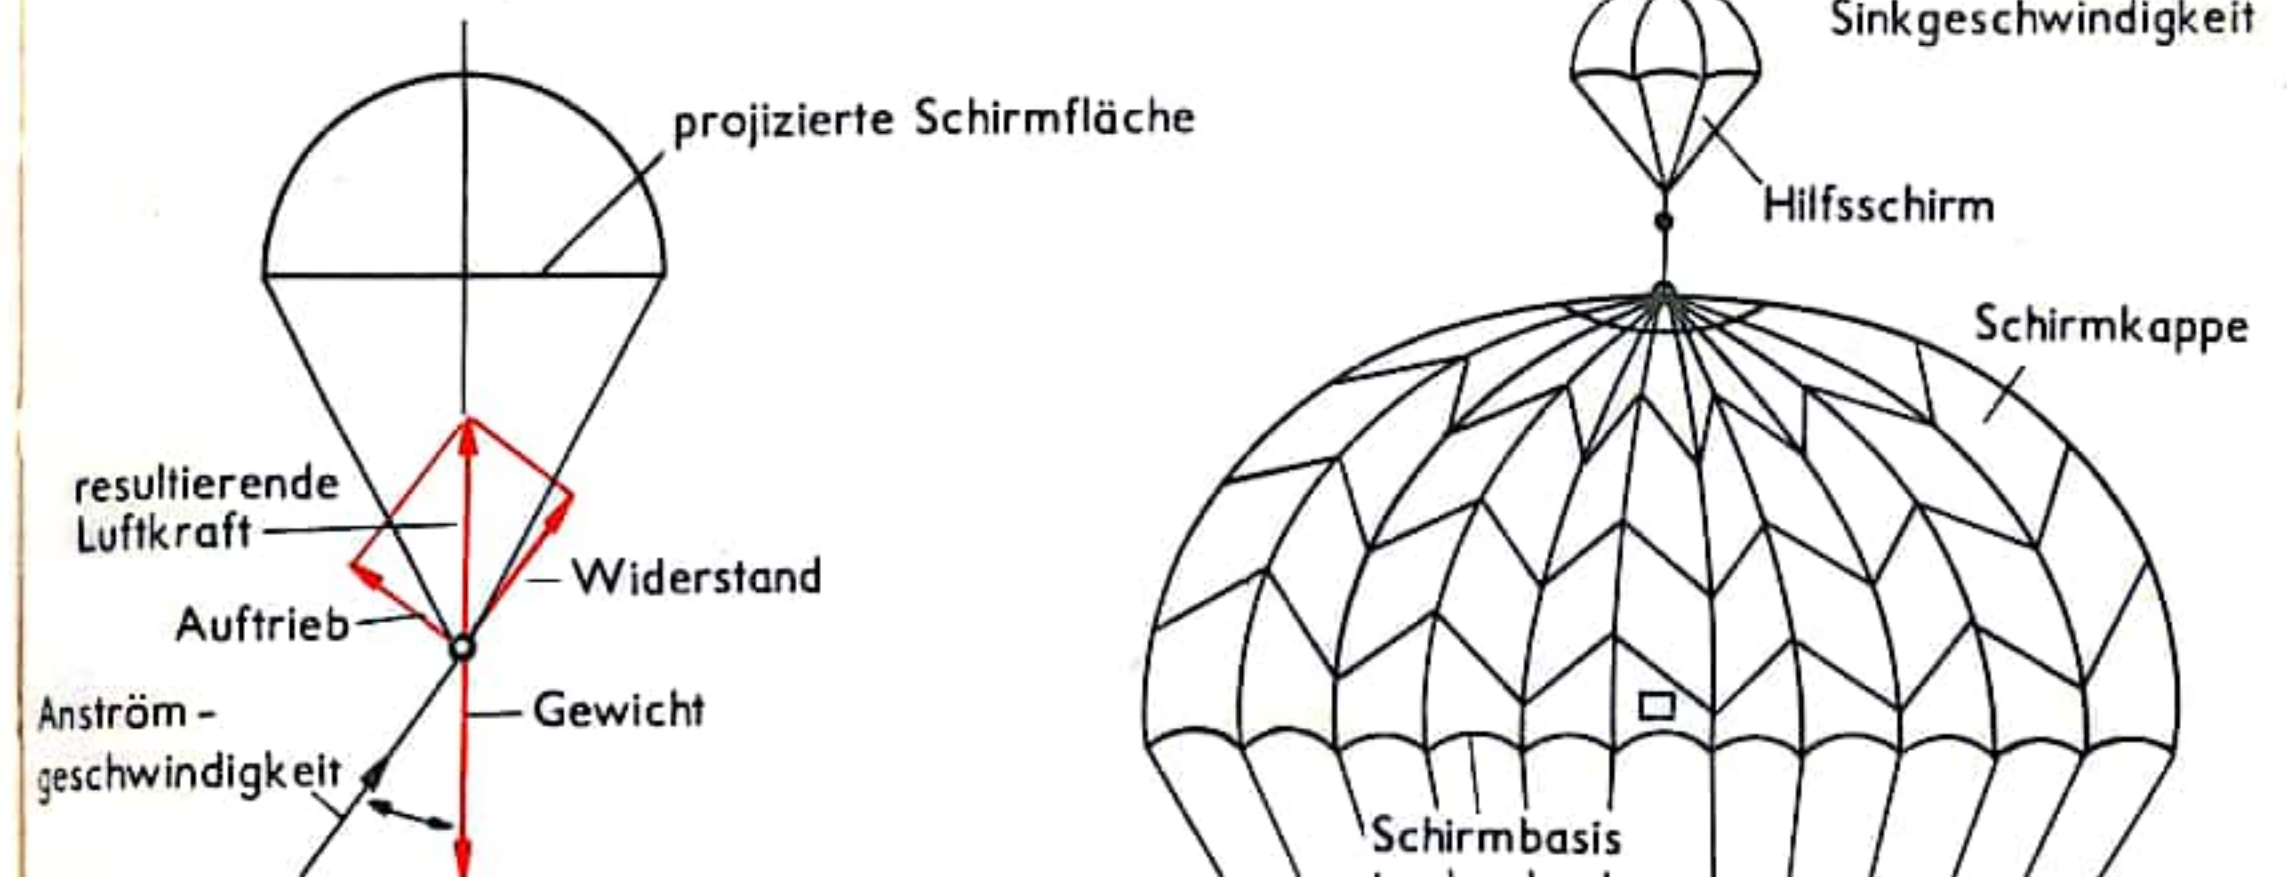 Sinkgeschwindigkeit
projizierte Schirmfläche
Hilfsschirm
Schirmkappe
resultierende
Luftkraft
Widerstand
Auftrieb
Anström-
geschwindigkeit
Gewicht
Schirmbasis